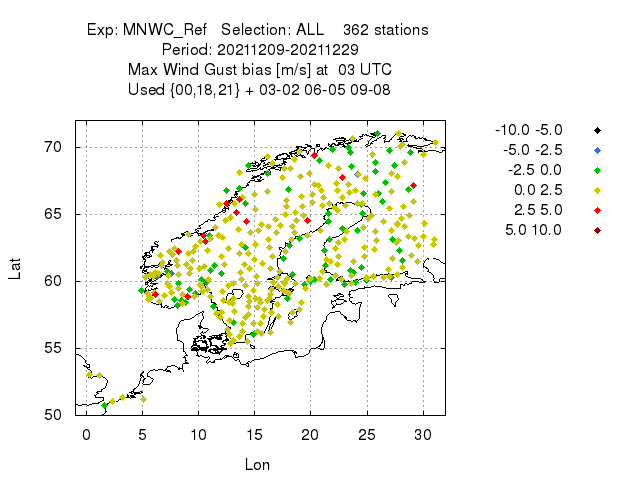 Exp: MNWC_Ref   Selection: ALL    362 stations
Period: 20211209-20211229
Max Wind Gust bias [m/s] at  03 UTC
Used {00,18,21} + 03-02 06-05 09-08
-10.0 -5.0
-5.0 -2.5
-2.5 0.0
0.0 2.5
2.5 5.0
5.0 10.0
70
65
60
55
50
Lat
0 5 10 15 20 25 30
Lon